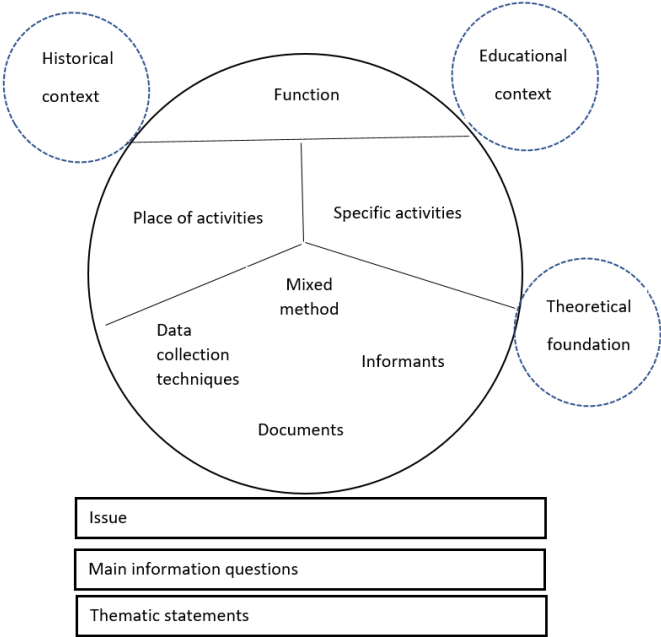 Historical
context
Educational
context
Function
Place of activities
Specific activities
Mixed
method
Theoretical
foundation
Data
collection
techniques
Informants
Documents
Issue
Main information questions
Thematic statements